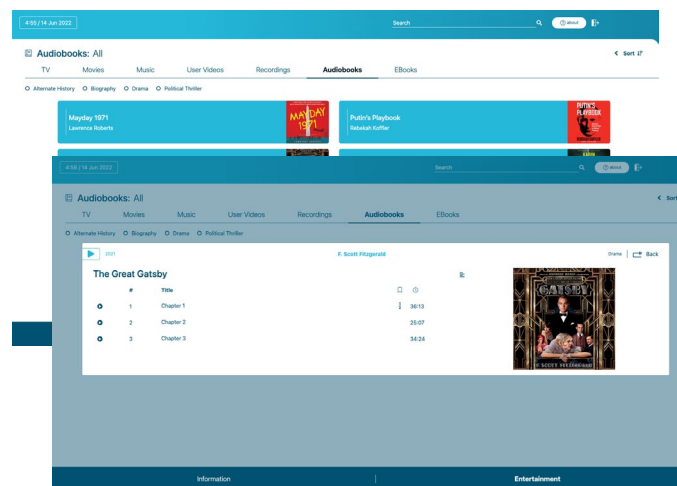 4:55 / 14 Jun 2022
Search
about
Audiobooks: All
Sort
TV Movies Music User Videos Recordings Audiobooks EBooks
Alternate History Biography Drama Political Thriller
Mayday 1971
Lawrence Roberts
MAYDAY 1971
Putin's Playbook
Rebekah Koffler
PUTIN'S PLAYBOOK
4:56 / 14 Jun 2022
Search
about
Audiobooks: All
Sort
TV Movies Music User Videos Recordings Audiobooks EBooks
Alternate History Biography Drama Political Thriller
F. Scott Fitzgerald
Drama
Back
The Great Gatsby
# Title
1 Chapter 1 36:13
2 Chapter 2 25:07
3 Chapter 3 34:24
GATSBY
F SCOTT FITZGERALD
Information
Entertainment